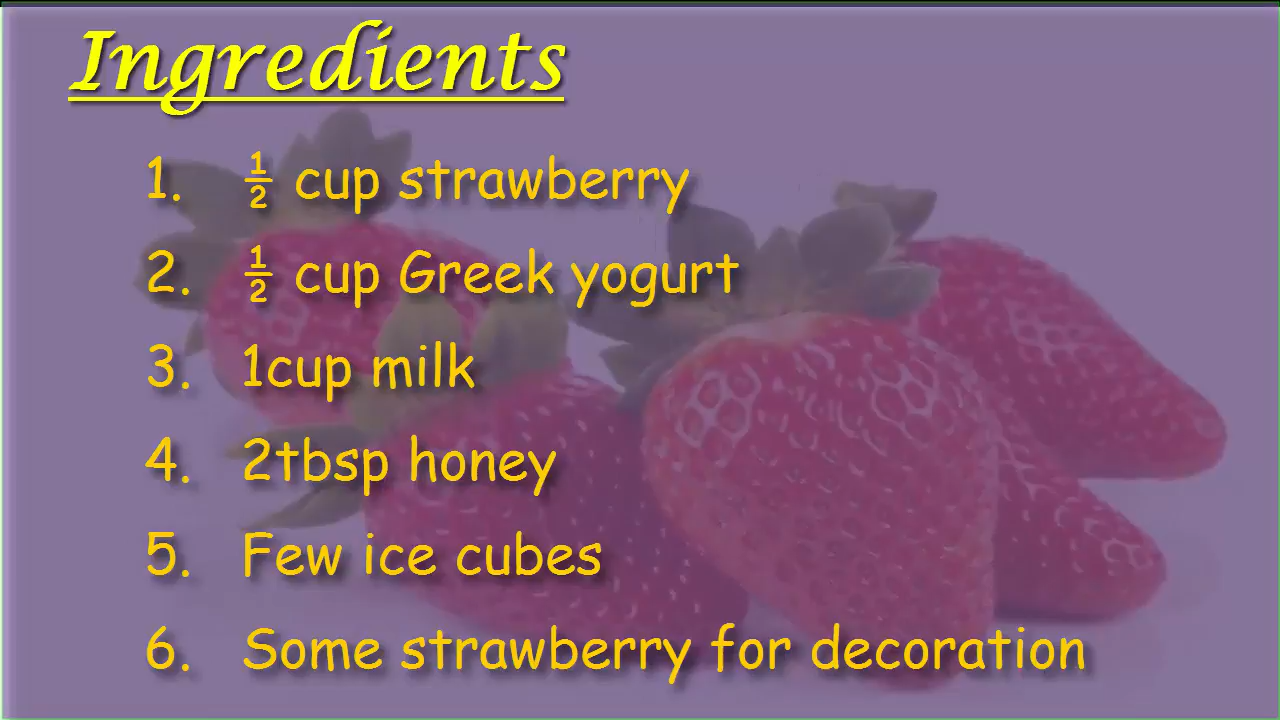 Ingredients
1. ½ cup strawberry
2. ½ cup Greek yogurt
3. 1cup milk
4. 2tbsp honey
5. Few ice cubes
6. Some strawberry for decoration